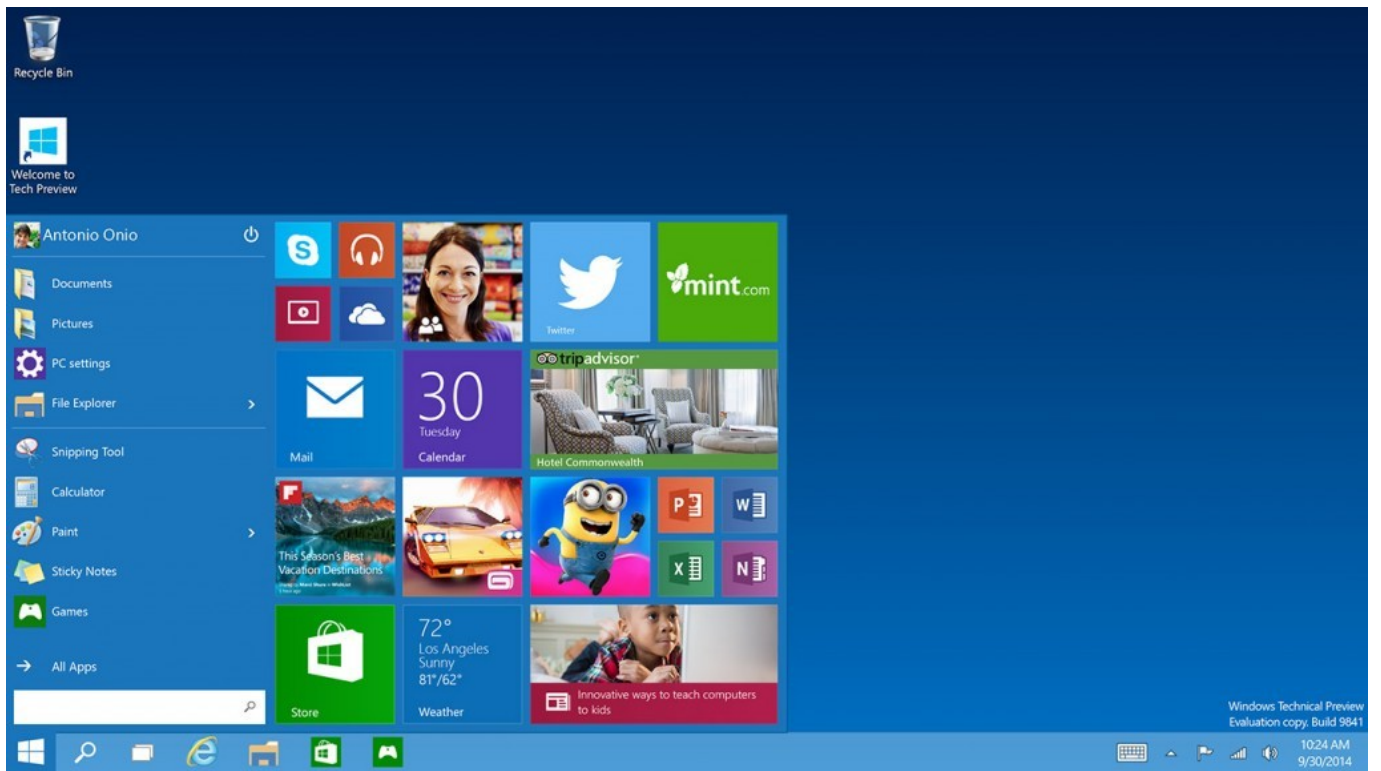 Recycle Bin
Welcome to
Tech Preview
Antonio Onio
Documents
Pictures
PC settings
File Explorer
Snipping Tool
Calculator
Paint
Sticky Notes
Games
All Apps
S
Twitter
mint.com
Mail
30
Tuesday
Calendar
tripadvisor
Hotel Commonwealth
This Season's Best
Vacation Destinations
P
W
X
N
Store
72°
Los Angeles
Sunny
81°/62°
Weather
Innovative ways to teach computers
to kids
Windows Technical Preview
Evaluation copy. Build 9841
10:24 AM
9/30/2014